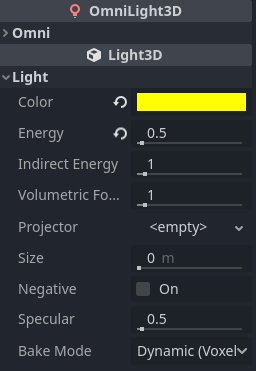 OmniLight3D
Omni
Light3D
Light
Color
Energy 0.5
Indirect Energy 1
Volumetric Fo... 1
Projector <empty>
Size 0 m
Negative On
Specular 0.5
Bake Mode Dynamic (Voxel